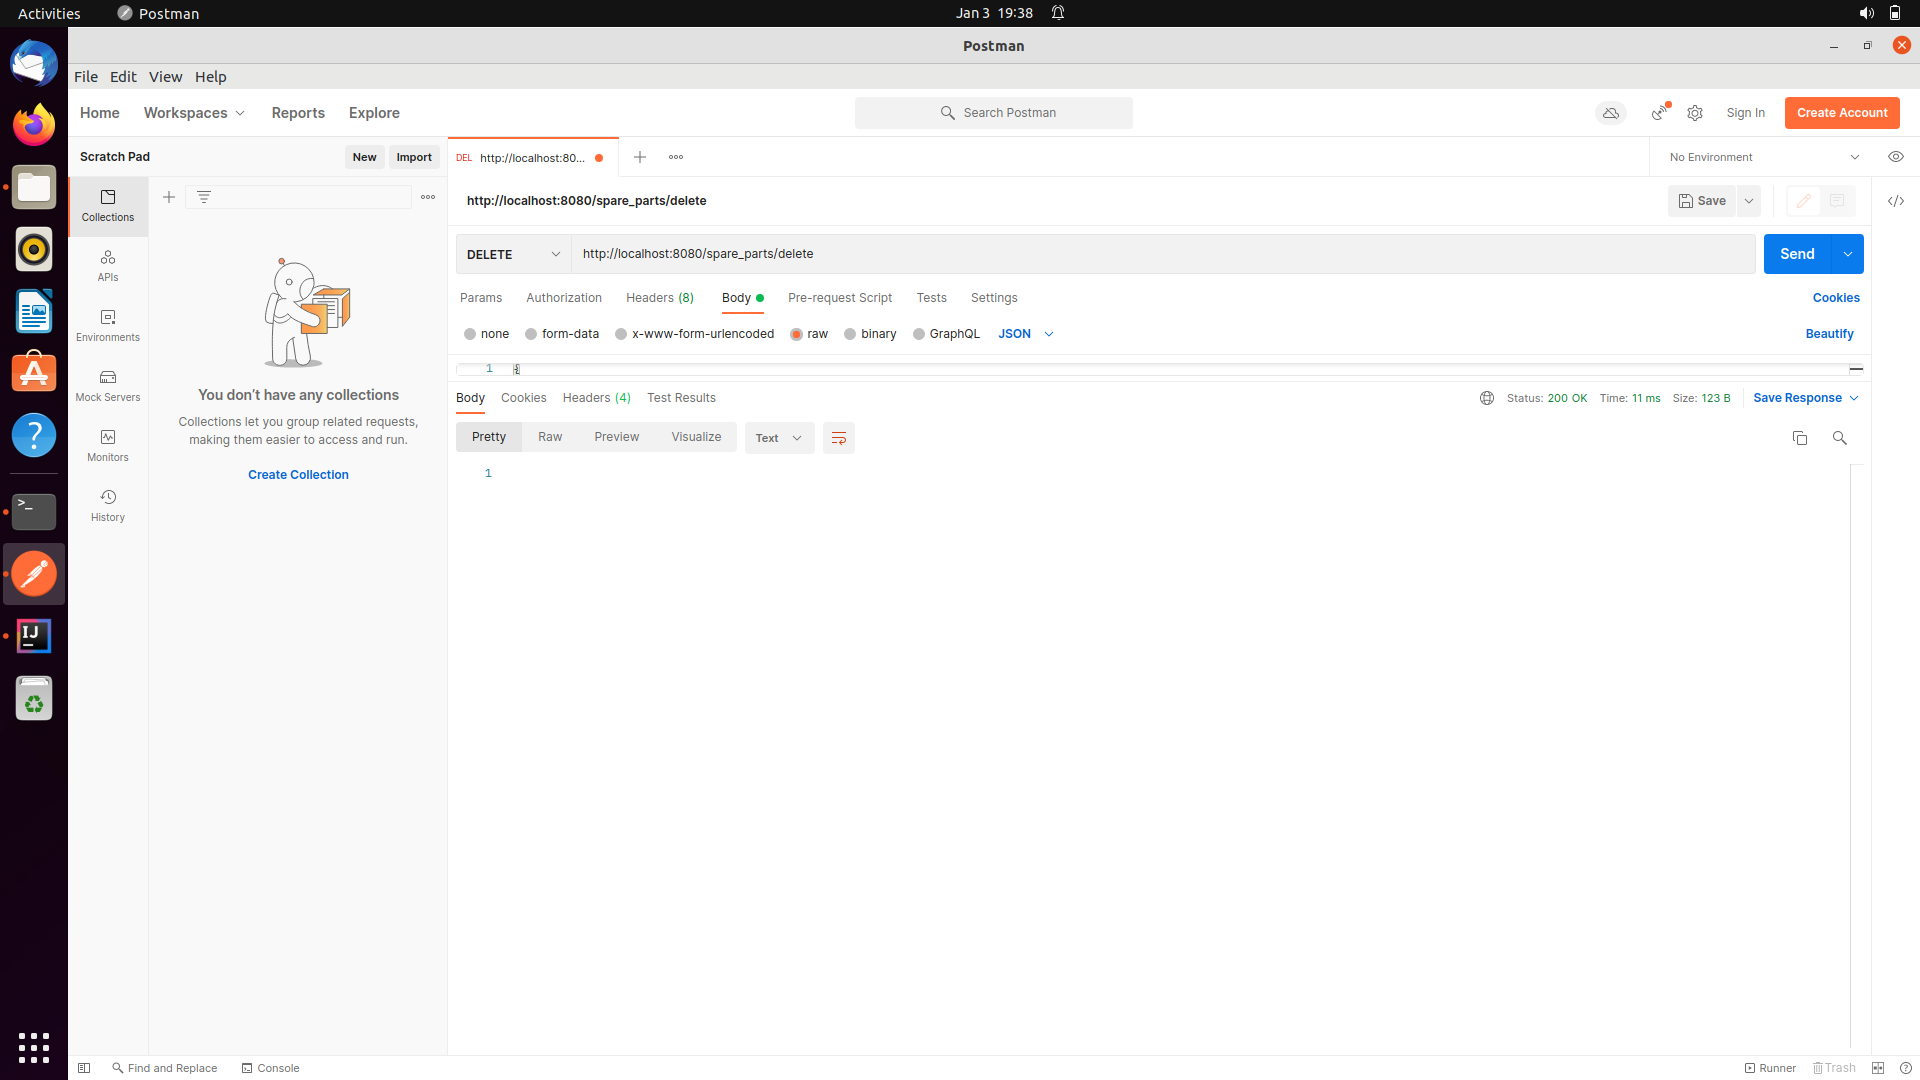 Activities
Postman
Jan 3 19:38
Postman
File Edit View Help
Home Workspaces Reports Explore
Search Postman
Sign In
Create Account
Scratch Pad
New Import
DEL http://localhost:80...
No Environment
Collections
APIs
Environments
Mock Servers
Monitors
History
You don't have any collections
Collections let you group related requests,
making them easier to access and run.
Create Collection
http://localhost:8080/spare_parts/delete
Save
DELETE
http://localhost:8080/spare_parts/delete
Send
Params Authorization Headers (8) Body Pre-request Script Tests Settings
Cookies
none form-data x-www-form-urlencoded raw binary GraphQL JSON
Beautify
1 {
Body Cookies Headers (4) Test Results
Status: 200 OK Time: 11 ms Size: 123 B
Save Response
Pretty Raw Preview Visualize
Text
1
Find and Replace
Console
Runner
Trash